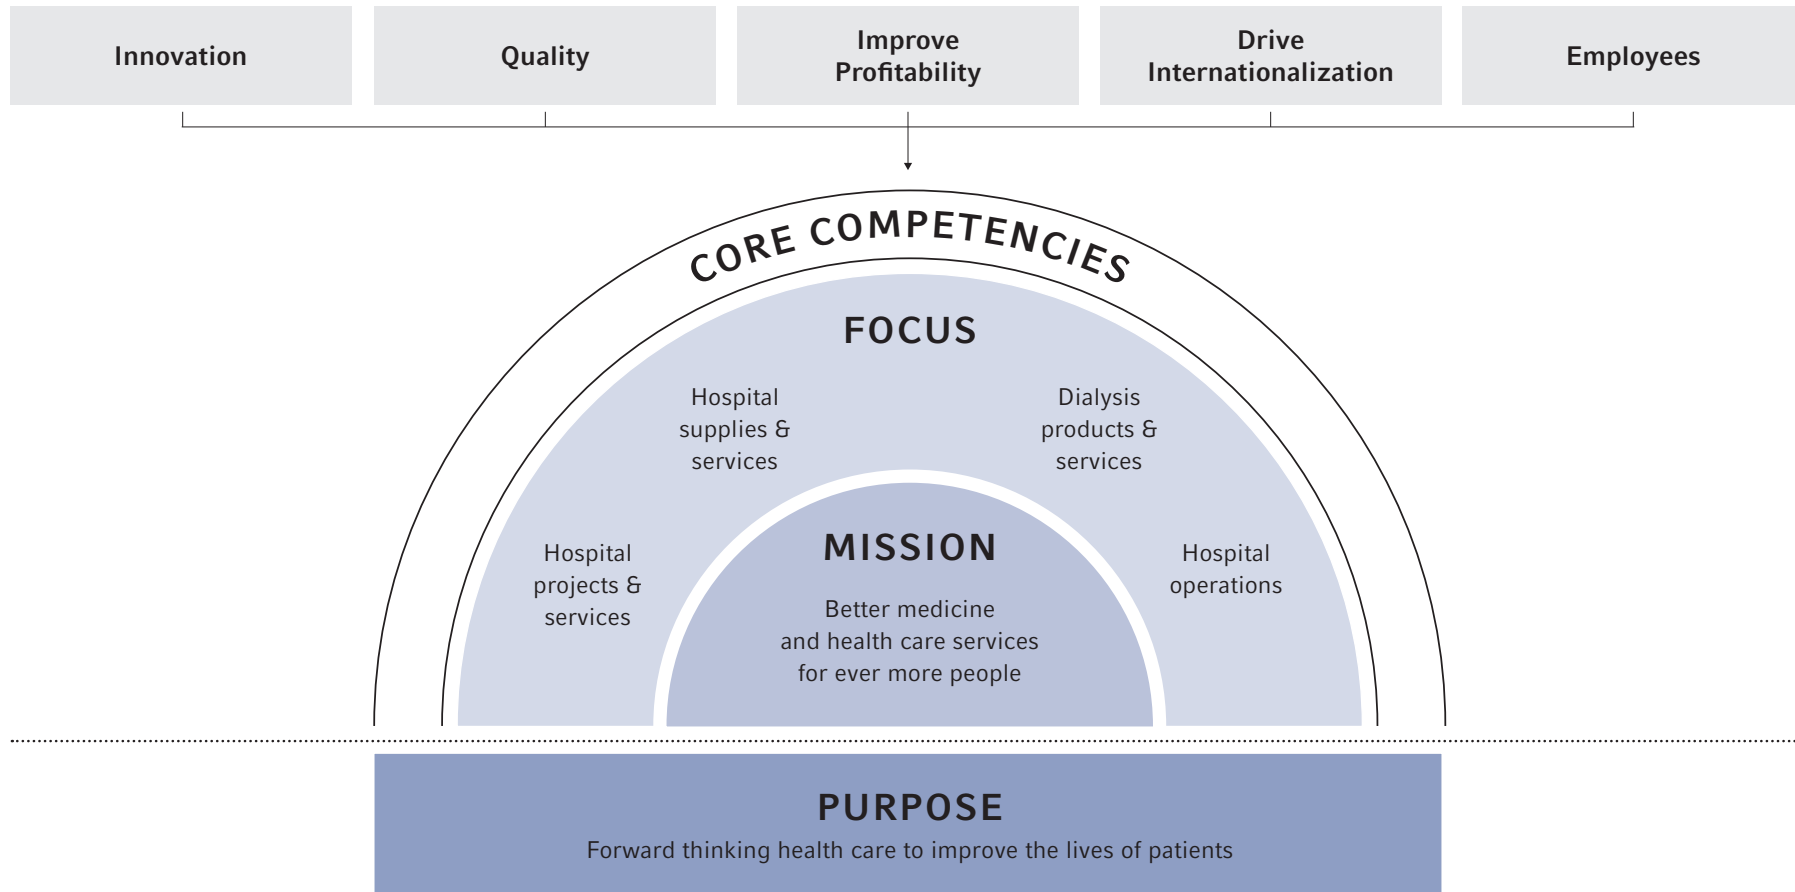 Innovation
Quality
Improve
Profitability
Drive
Internationalization
Employees
CORE COMPETENCIES
FOCUS
Hospital
supplies &
services
Dialysis
products &
services
Hospital
projects &
services
Hospital
operations
MISSION
Better medicine
and health care services
for ever more people
PURPOSE
Forward thinking health care to improve the lives of patients